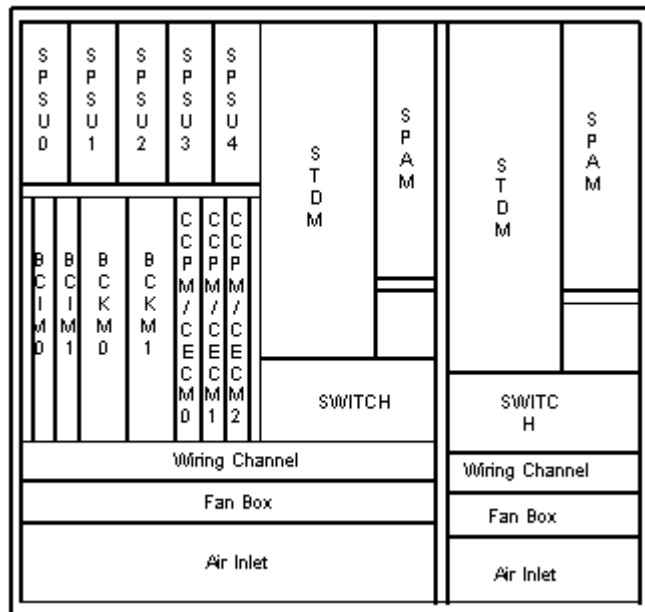 SPSU0
SPSU1
SPSU2
SPSU3
SPSU4
STDM
SPAM
STDM
SPAM
BCIM0
BCIM1
BCKM0
BCKM1
CCPM/CECM0
CCPM/CECM1
CCPM/CECM2
SWITCH
SWITC
H
Wiring Channel
Wiring Channel
Fan Box
Fan Box
Air Inlet
Air Inlet